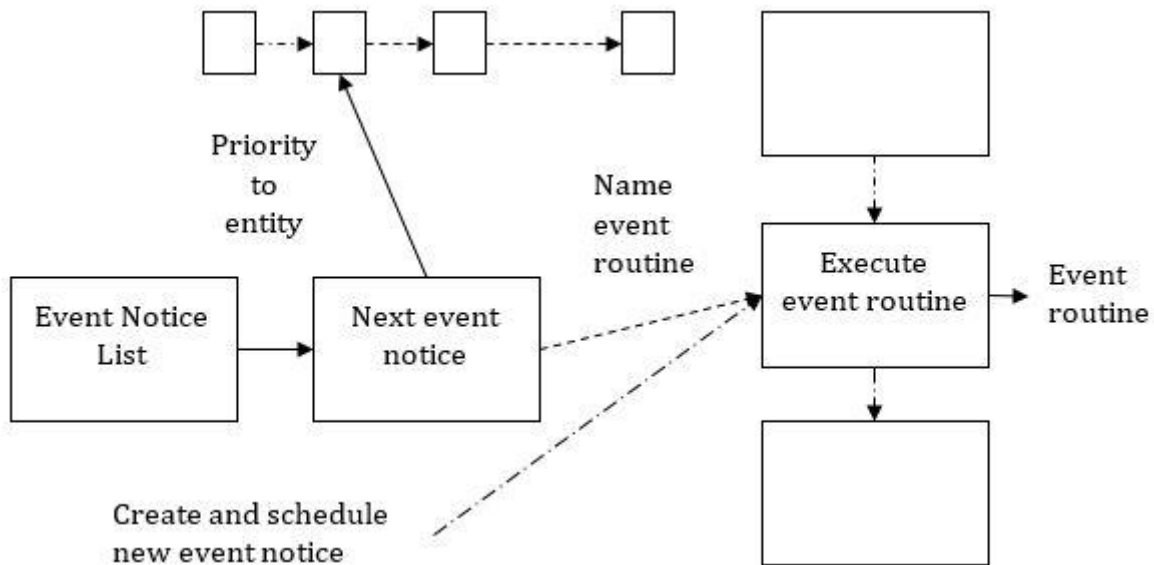 Priority
to
entity
Name
event
routine
Event Notice
List
Next event
notice
Execute
event routine
Event
routine
Create and schedule
new event notice